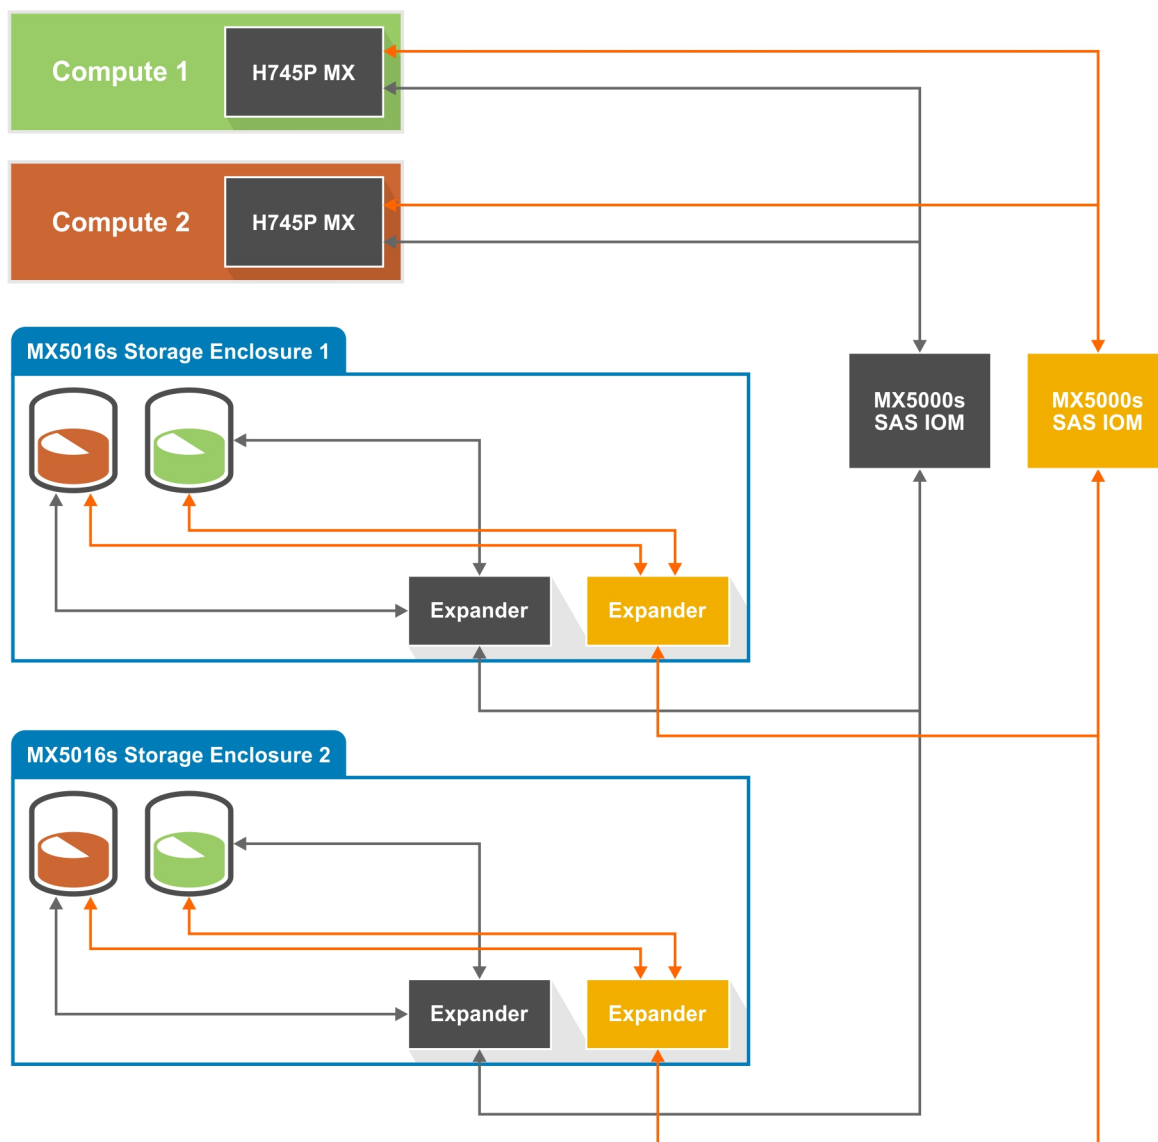 Compute 1
H745P MX
Compute 2
H745P MX
MX5016s Storage Enclosure 1
MX5000s
SAS IOM
MX5000s
SAS IOM
Expander
Expander
MX5016s Storage Enclosure 2
Expander
Expander